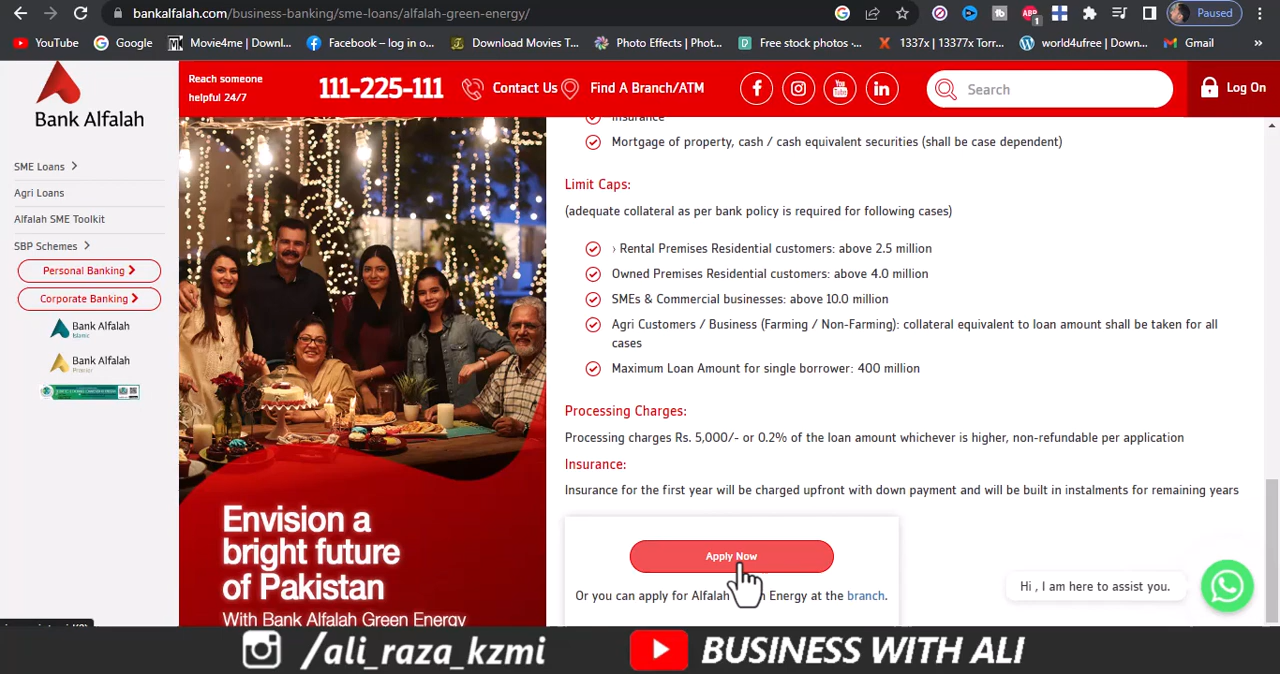 bankalfalah.com/business-banking/sme-loans/alfalah-green-energy/
Paused
YouTube
Google
Movie4me | Downl...
Facebook – log in o...
Download Movies T...
Photo Effects | Phot...
Free stock photos -...
1337x | 13377x Torr...
world4ufree | Down...
Gmail
»
Bank Alfalah
Reach someone
helpful 24/7
111-225-111
Contact Us
Find A Branch/ATM
Search
Log On
SME Loans
Agri Loans
Alfalah SME Toolkit
SBP Schemes
Personal Banking
Corporate Banking
Bank Alfalah
Islamic
Bank Alfalah
Premier
Envision a
bright future
of Pakistan
With Bank Alfalah Green Energy
Insurance
Mortgage of property, cash / cash equivalent securities (shall be case dependent)
Limit Caps:
(adequate collateral as per bank policy is required for following cases)
› Rental Premises Residential customers: above 2.5 million
Owned Premises Residential customers: above 4.0 million
SMEs & Commercial businesses: above 10.0 million
Agri Customers / Business (Farming / Non-Farming): collateral equivalent to loan amount shall be taken for all
cases
Maximum Loan Amount for single borrower: 400 million
Processing Charges:
Processing charges Rs. 5,000/- or 0.2% of the loan amount whichever is higher, non-refundable per application
Insurance:
Insurance for the first year will be charged upfront with down payment and will be built in instalments for remaining years
Apply Now
Or you can apply for Alfalah Energy at the branch.
Hi , I am here to assist you.
/ali_raza_kzmi
BUSINESS WITH ALI